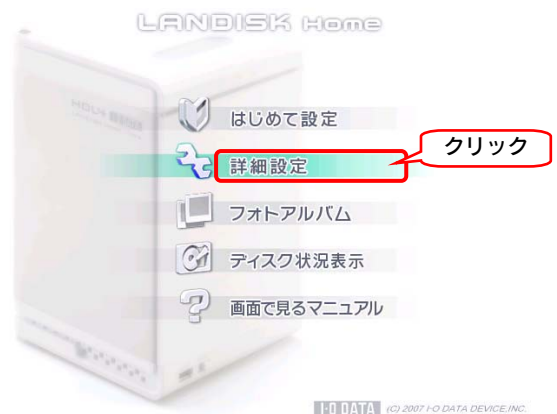 LANDISK Home
はじめて設定
クリック
詳細設定
フォトアルバム
ディスク状況表示
画面で見るマニュアル
I-O DATA (C) 2007 I-O DATA DEVICE,INC.